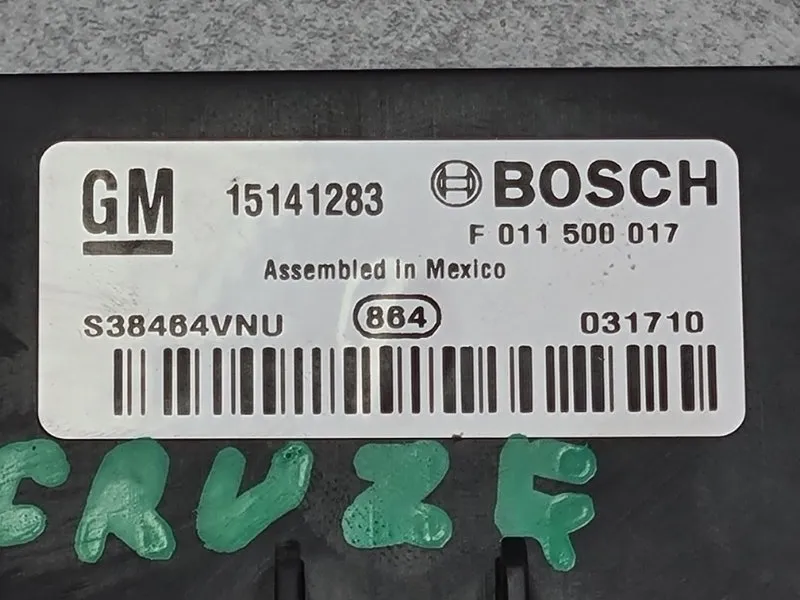 GM 15141283 BOSCH
F 011 500 017
Assembled in Mexico
S38464VNU 864 031710
CRUZE